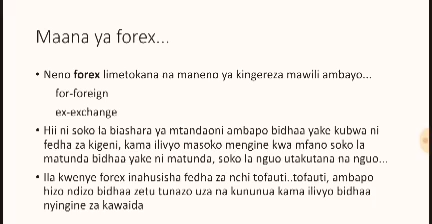 Maana ya forex...
• Neno forex limetokana na maneno ya kingereza mawili ambayo...
for-foreign
ex-exchange
• Hii ni soko la biashara ya mtandaoni ambapo bidhaa yake kubwa ni
fedha za kigeni, kama ilivyo masoko mengine kwa mfano soko la
matunda bidhaa yake ni matunda, soko la nguo utakutana na nguo...
• Ila kwenye forex inahusisha fedha za nchi tofauti..tofauti, ambapo
hizo ndizo bidhaa zetu tunazo uza na kununua kama ilivyo bidhaa
nyingine za kawaida